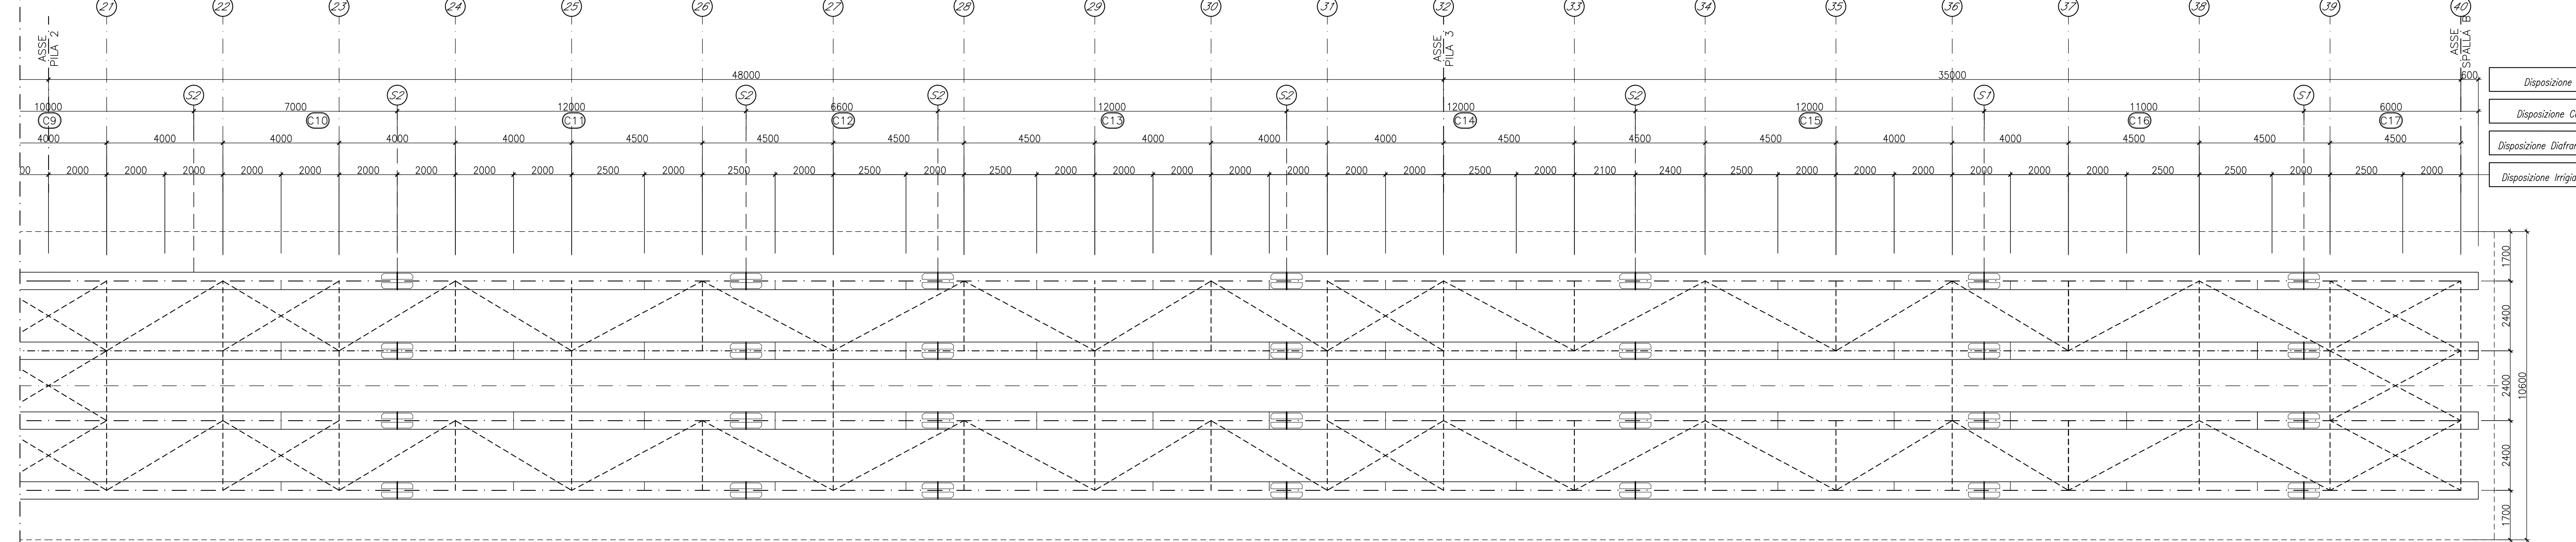 21 22 23 24 25 26 27 28 29 30 31 32 33 34 35 36 37 38 39 40
ASSE
PILA 2
ASSE
PILA 3
ASSE
SPALLA B
48000 35000 600
Disposizione
S2 S2 S2 S2 S2 S2 S1 S1
10000 7000 12000 6600 12000 12000 12000 11000 6000
C9 C10 C11 C12 C13 C14 C15 C16 C17
4000 4000 4000 4000 4000 4500 4500 4500 4500 4000 4000 4000 4500 4500 4500 4000 4000 4500 4500 4500
00 2000 2000 2000 2000 2000 2000 2000 2000 2000 2500 2000 2500 2000 2500 2000 2500 2000 2000 2000 2000 2000 2000 2000 2500 2000 2100 2400 2500 2000 2000 2000 2000 2000 2000 2500 2500 2000 2500 2000
Disposizione Diafra
Disposizione Irrigid
1700
2400
2400
10600
2400
1700